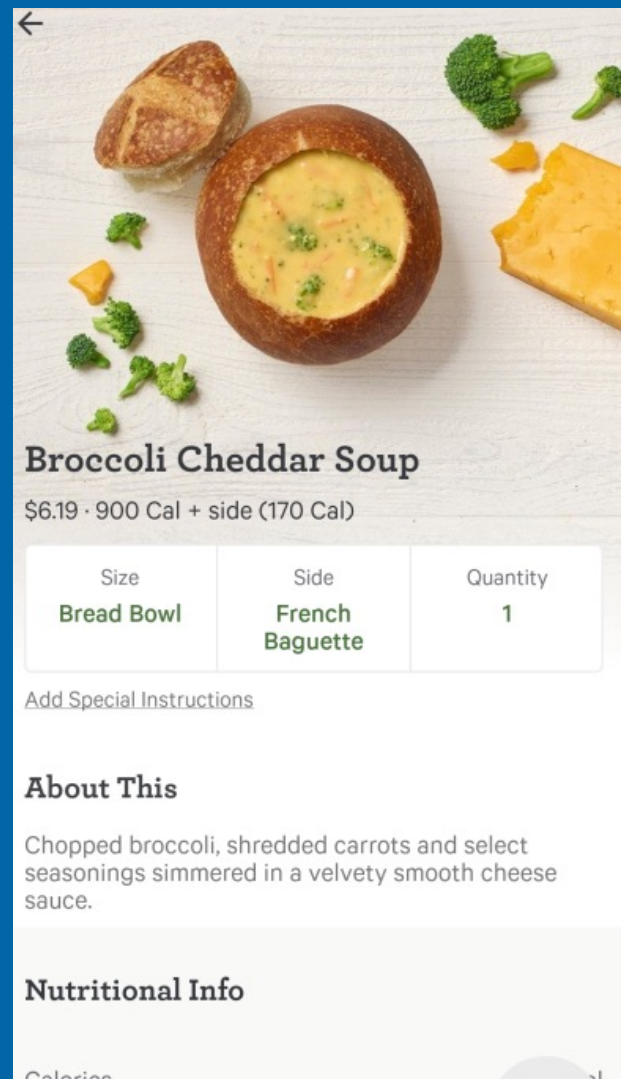 Broccoli Cheddar Soup
$6.19 · 900 Cal + side (170 Cal)
Size
Bread Bowl
Side
French
Baguette
Quantity
1
Add Special Instructions
About This
Chopped broccoli, shredded carrots and select
seasonings simmered in a velvety smooth cheese
sauce.
Nutritional Info
Calories